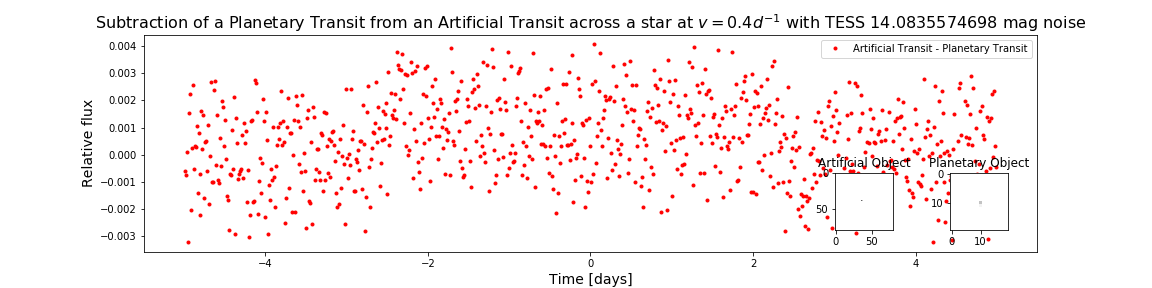 Subtraction of a Planetary Transit from an Artificial Transit across a star at v = 0.4d⁻¹ with TESS 14.0835574698 mag noise
Artificial Transit - Planetary Transit
Relative flux
0.004
0.003
0.002
0.001
0.000
−0.001
−0.002
−0.003
Artificial Object
0
50
0 50
Planetary Object
0
10
0 10
−4 −2 0 2 4
Time [days]